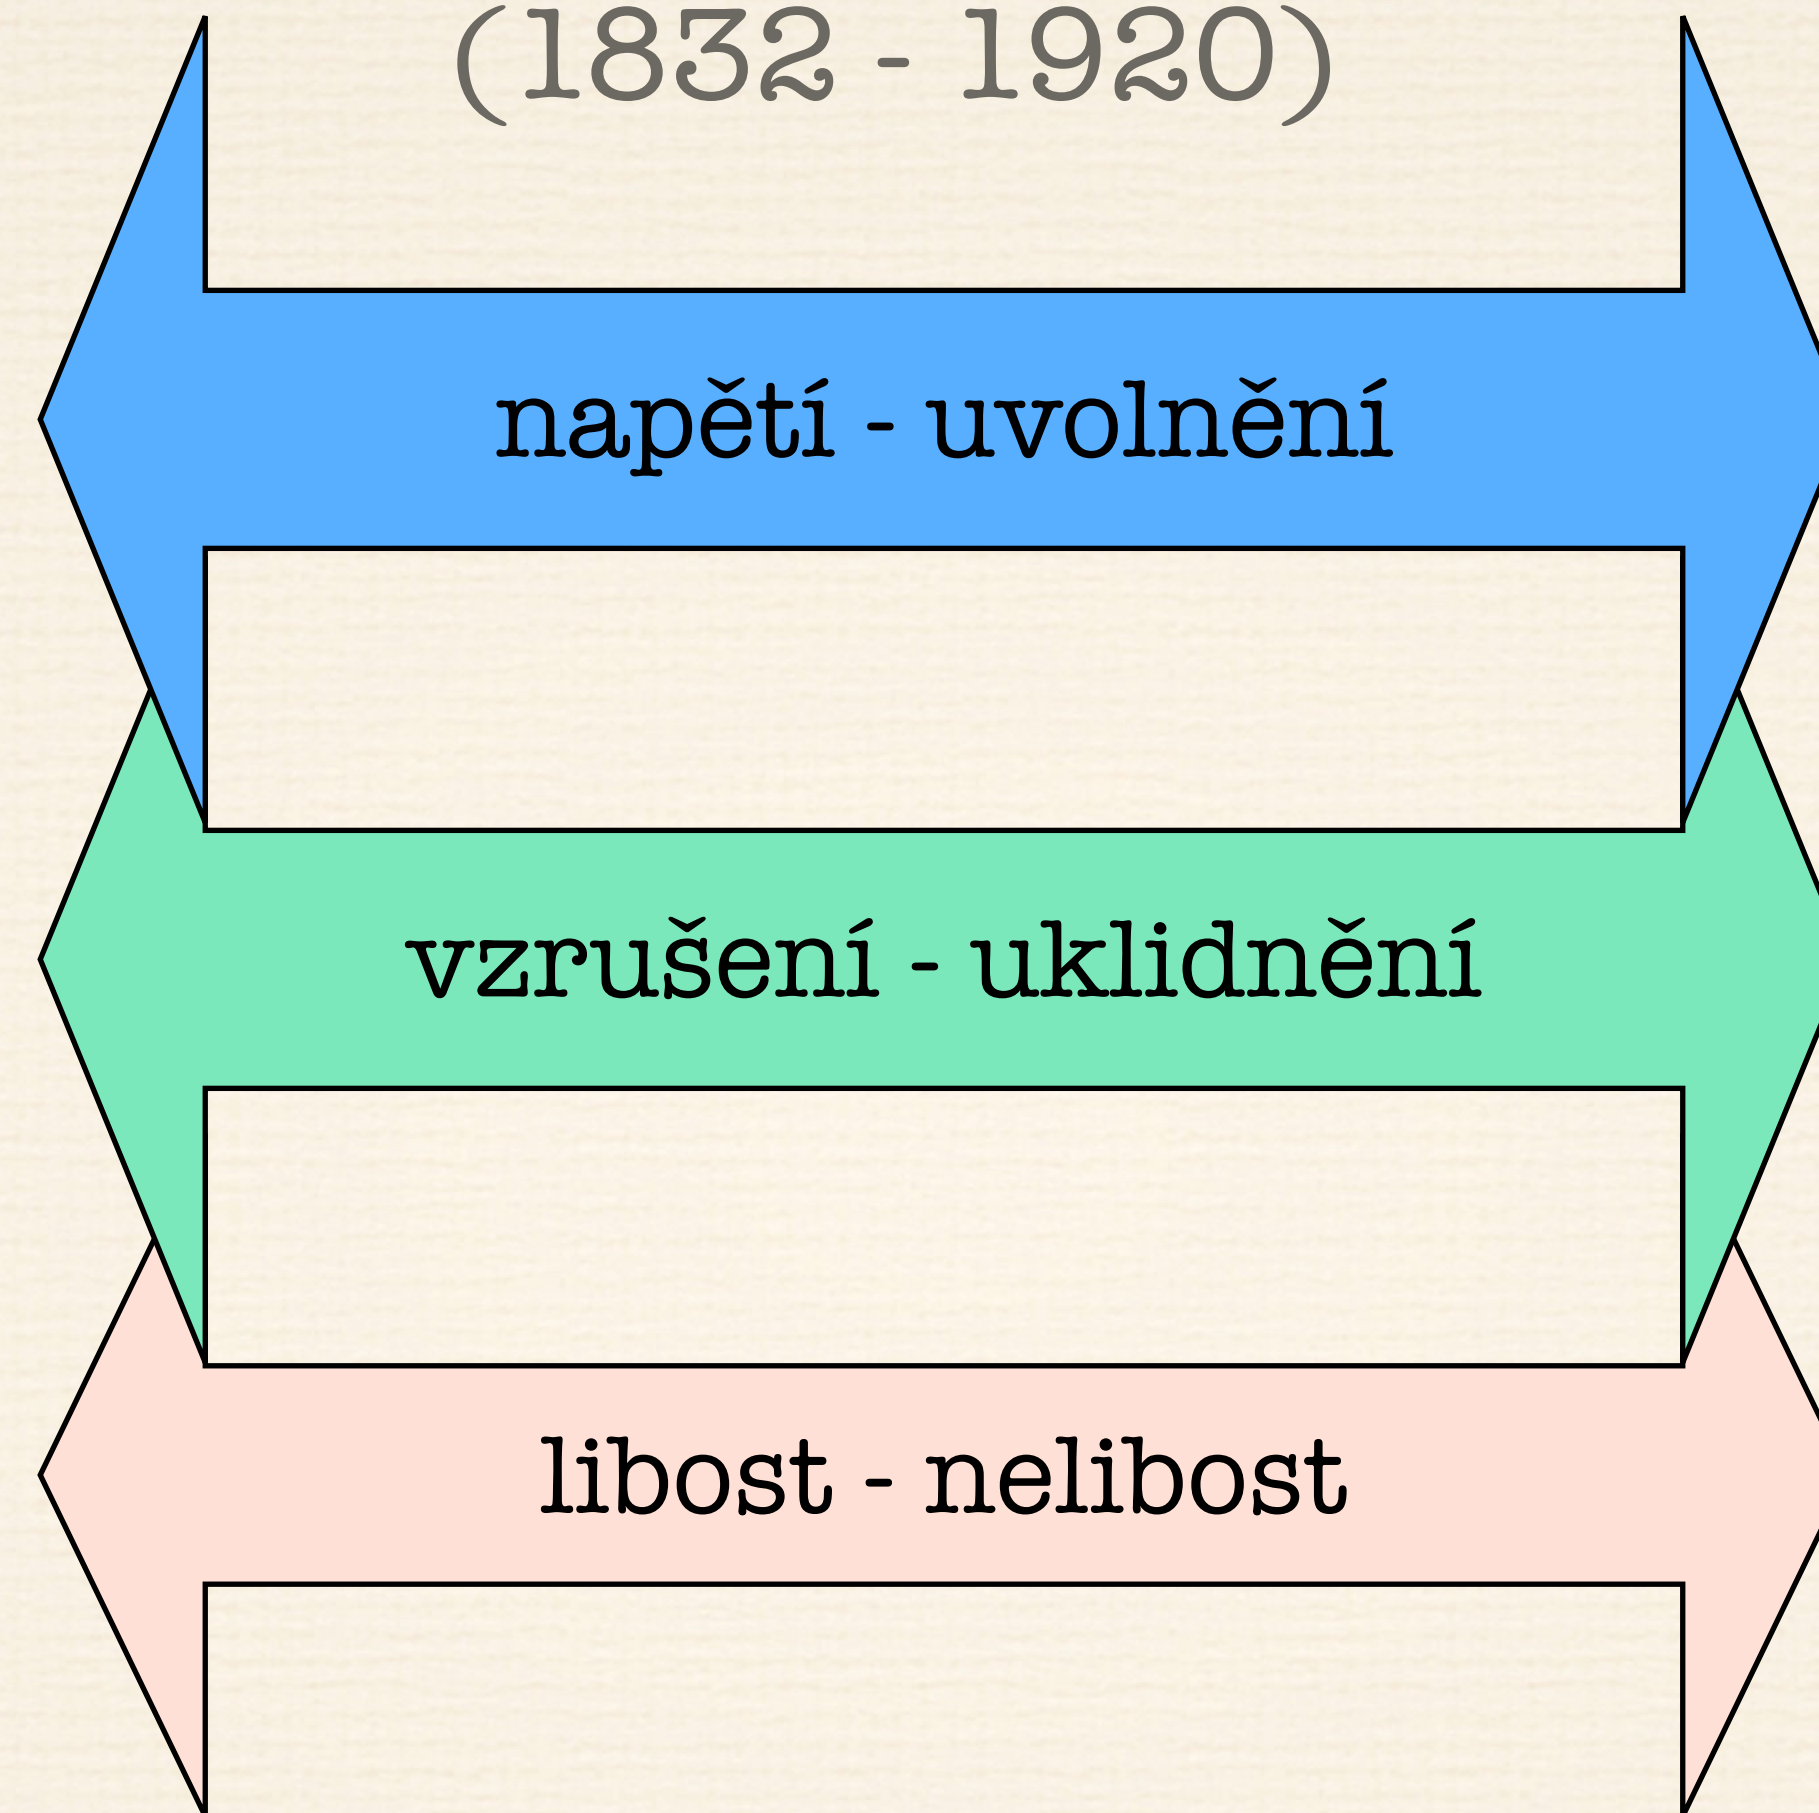 (1832 - 1920)
napětí - uvolnění
vzrušení - uklidnění
libost - nelibost